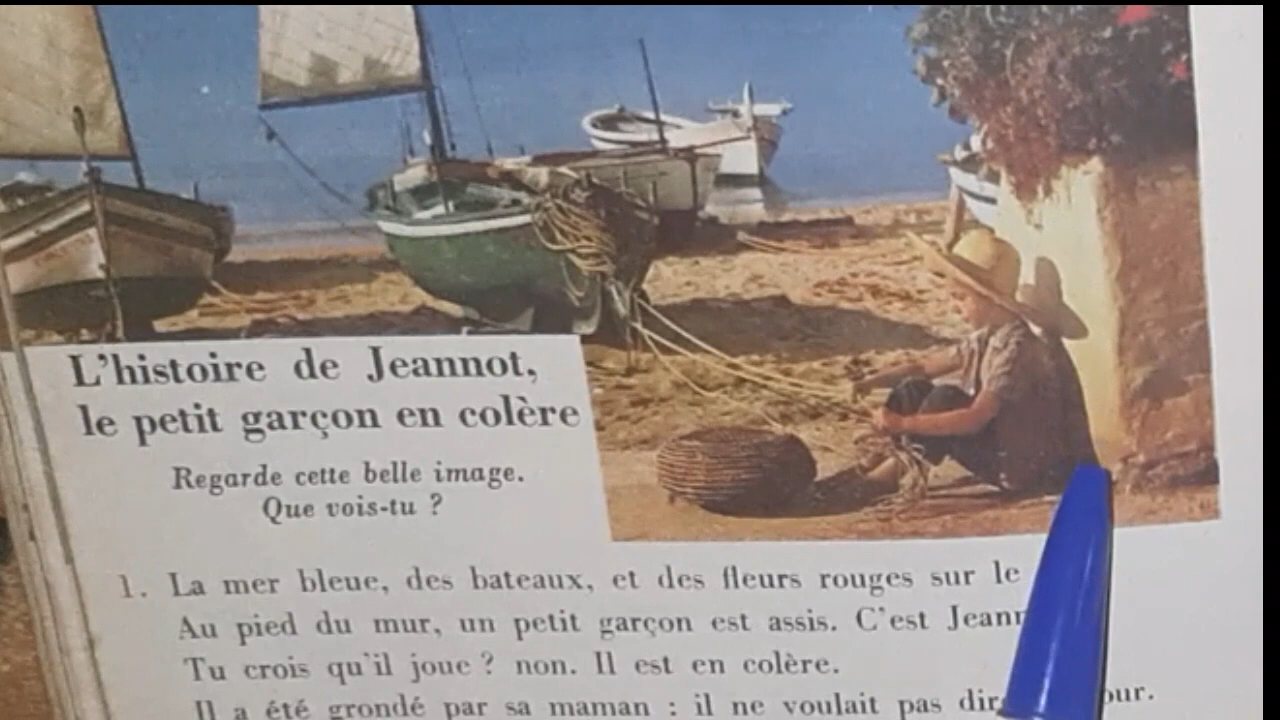 L'histoire de Jeannot,
le petit garçon en colère
Regarde cette belle image.
Que vois-tu ?
1. La mer bleue, des bateaux, et des fleurs rouges sur le
Au pied du mur, un petit garçon est assis. C'est
Tu crois qu'il joue ? non. Il est en colère.
Il a été grondé par sa maman : il ne voulait pas